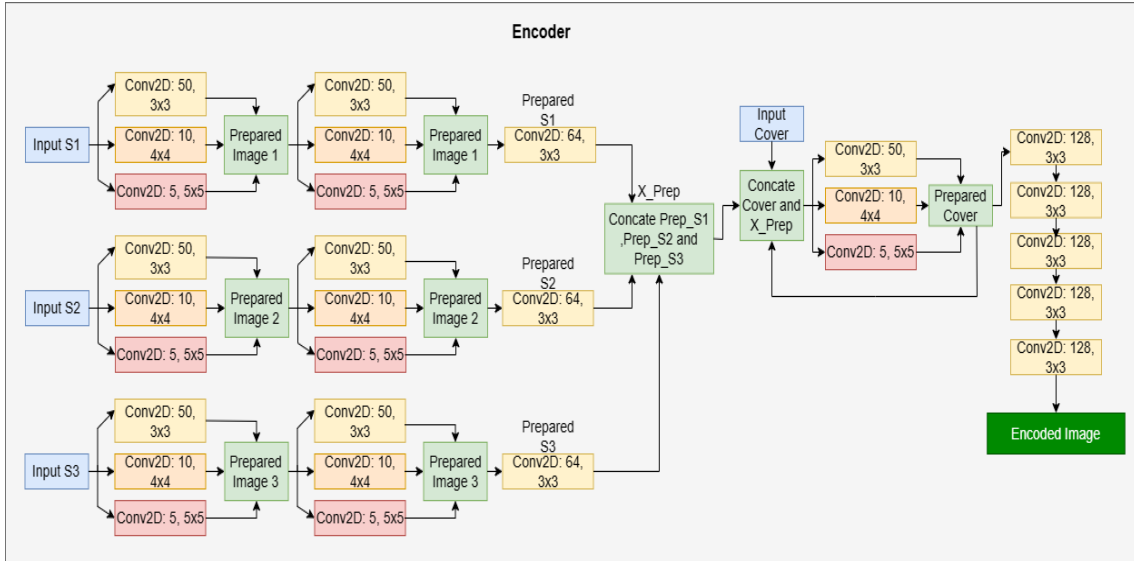 Encoder
Input S1
Conv2D: 50,
3x3
Conv2D: 10,
4x4
Conv2D: 5, 5x5
Prepared
Image 1
Conv2D: 50,
3x3
Conv2D: 10,
4x4
Conv2D: 5, 5x5
Prepared
Image 1
Prepared
S1
Conv2D: 64,
3x3
Input S2
Conv2D: 50,
3x3
Conv2D: 10,
4x4
Conv2D: 5, 5x5
Prepared
Image 2
Conv2D: 50,
3x3
Conv2D: 10,
4x4
Conv2D: 5, 5x5
Prepared
Image 2
Prepared
S2
Conv2D: 64,
3x3
Input S3
Conv2D: 50,
3x3
Conv2D: 10,
4x4
Conv2D: 5, 5x5
Prepared
Image 3
Conv2D: 50,
3x3
Conv2D: 10,
4x4
Conv2D: 5, 5x5
Prepared
Image 3
Prepared
S3
Conv2D: 64,
3x3
X_Prep
Concate Prep_S1
,Prep_S2 and
Prep_S3
Input
Cover
Concate
Cover and
X_Prep
Conv2D: 50,
3x3
Conv2D: 10,
4x4
Conv2D: 5, 5x5
Prepared
Cover
Conv2D: 128,
3x3
Conv2D: 128,
3x3
Conv2D: 128,
3x3
Conv2D: 128,
3x3
Conv2D: 128,
3x3
Encoded Image